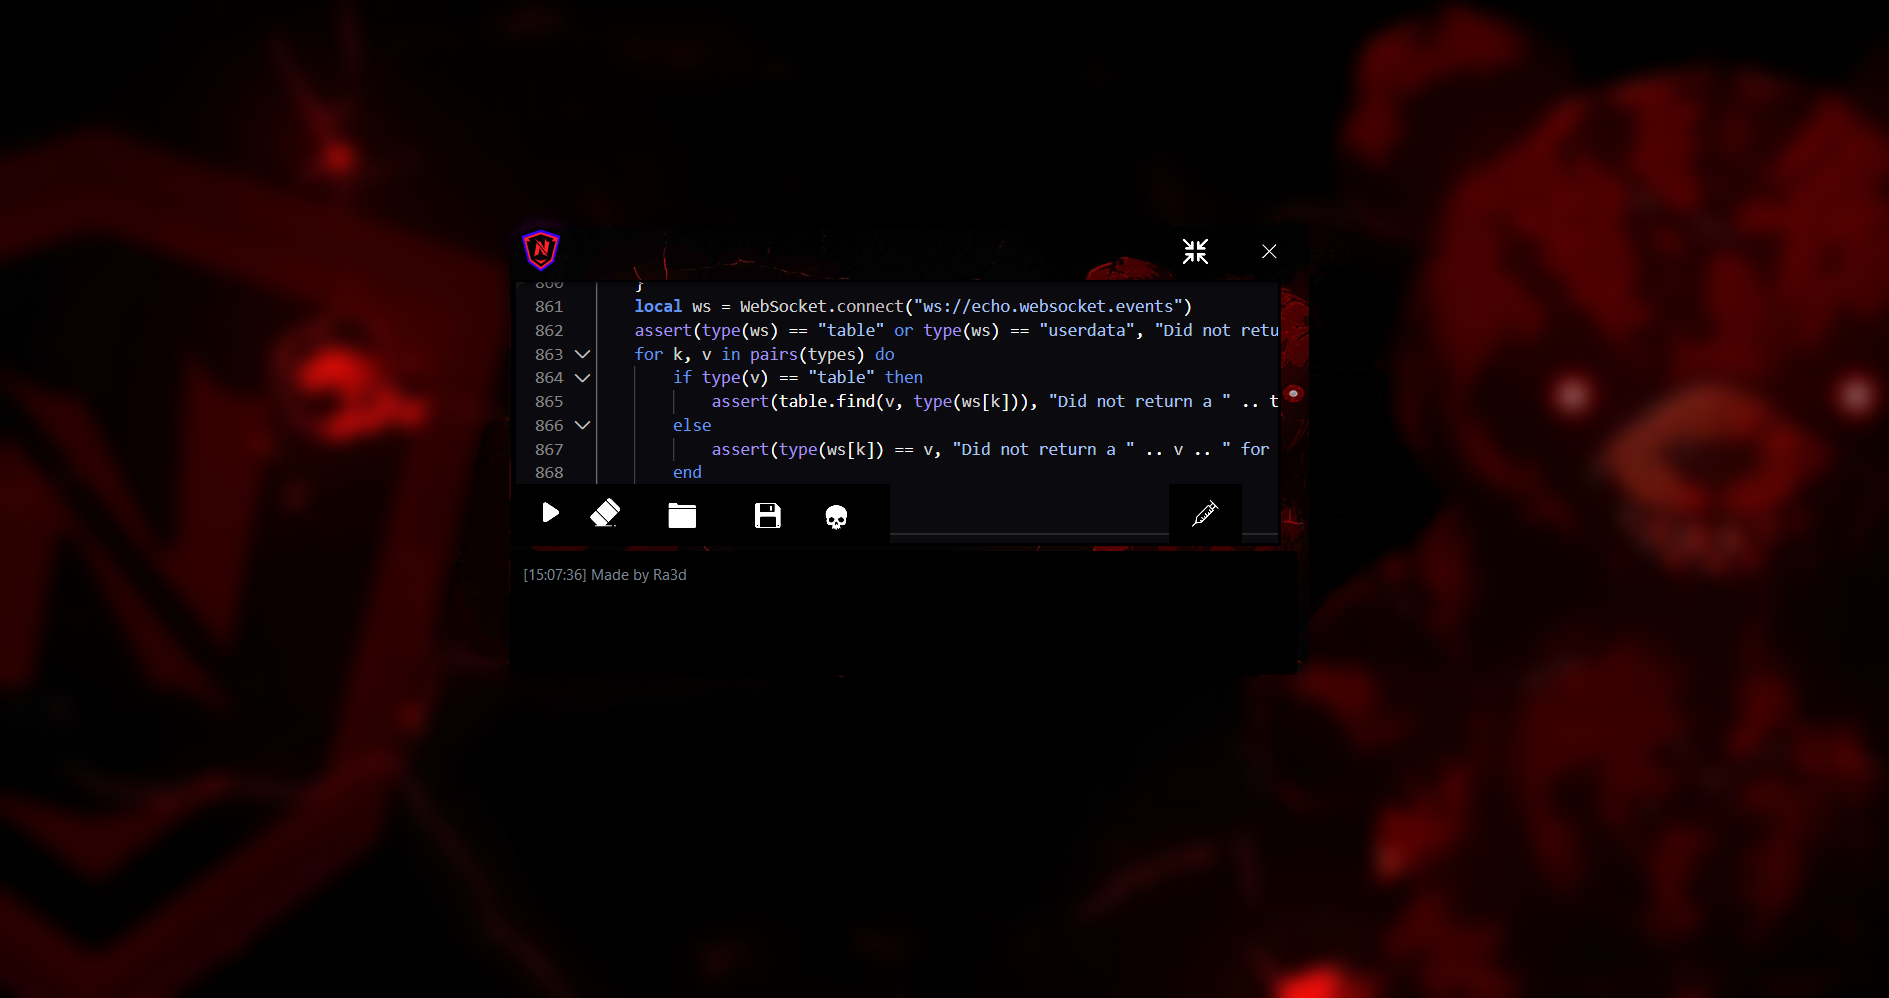 N
860 }
861 local ws = WebSocket.connect("ws://echo.websocket.events")
862 assert(type(ws) == "table" or type(ws) == "userdata", "Did not retu
863 for k, v in pairs(types) do
864 if type(v) == "table" then
865 assert(table.find(v, type(ws[k])), "Did not return a " .. t
866 else
867 assert(type(ws[k]) == v, "Did not return a " .. v .. " for
868 end
[15:07:36] Made by Ra3d